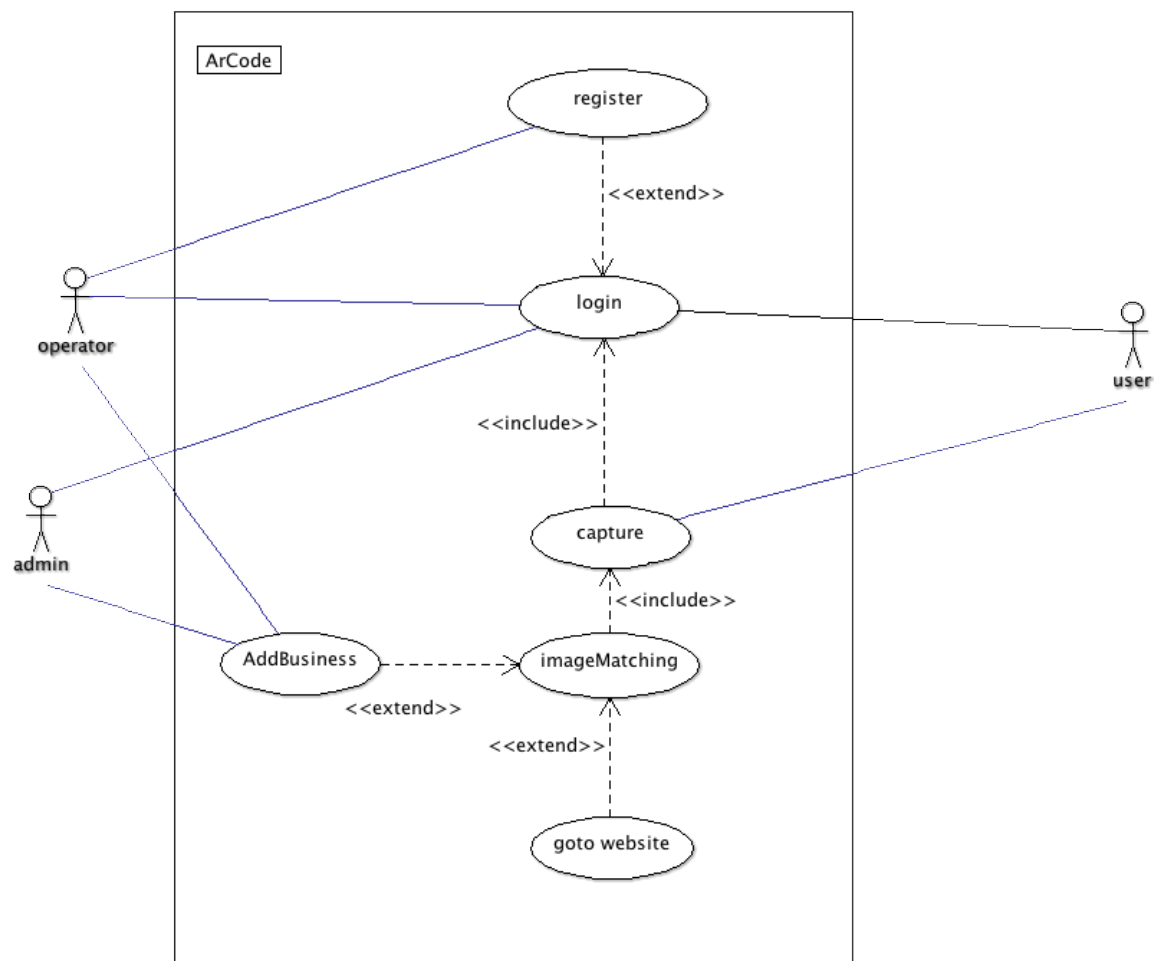 ArCode
register
<<extend>>
login
operator
user
<<include>>
capture
admin
<<include>>
AddBusiness
imageMatching
<<extend>>
<<extend>>
goto website